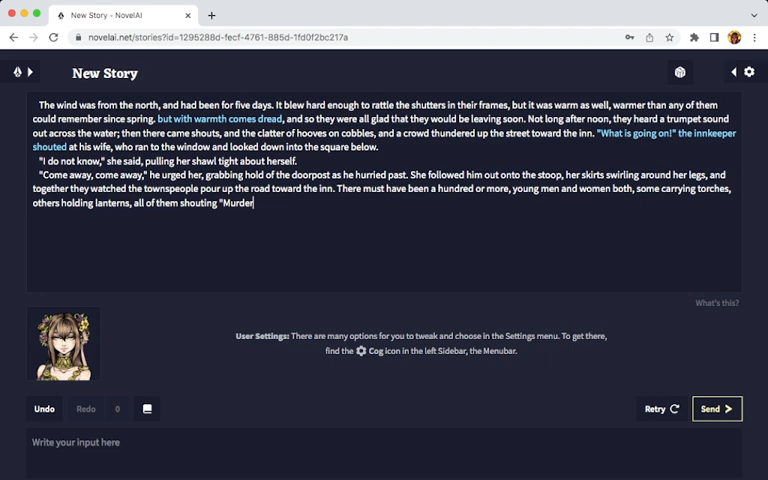 New Story - NovelAI
novelai.net/stories?id=1295288d-fecf-4761-885d-1fd0f2bc217a
New Story
The wind was from the north, and had been for five days. It blew hard enough to rattle the shutters in their frames, but it was warm as well, warmer than any of them
could remember since spring. but with warmth comes dread, and so they were all glad that they would be leaving soon. Not long after noon, they heard a trumpet sound
out across the water; then there came shouts, and the clatter of hooves on cobbles, and a crowd thundered up the street toward the inn. "What is going on!" the innkeeper
shouted at his wife, who ran to the window and looked down into the square below.
"I do not know," she said, pulling her shawl tight about herself.
"Come away, come away," he urged her, grabbing hold of the doorpost as he hurried past. She followed him out onto the stoop, her skirts swirling around her legs, and
together they watched the townspeople pour up the road toward the inn. There must have been a hundred or more, young men and women both, some carrying torches,
others holding lanterns, all of them shouting "Murder
What's this?
User Settings: There are many options for you to tweak and choose in the Settings menu. To get there,
find the Cog icon in the left Sidebar, the Menubar.
Undo Redo 0 Retry Send
Write your input here